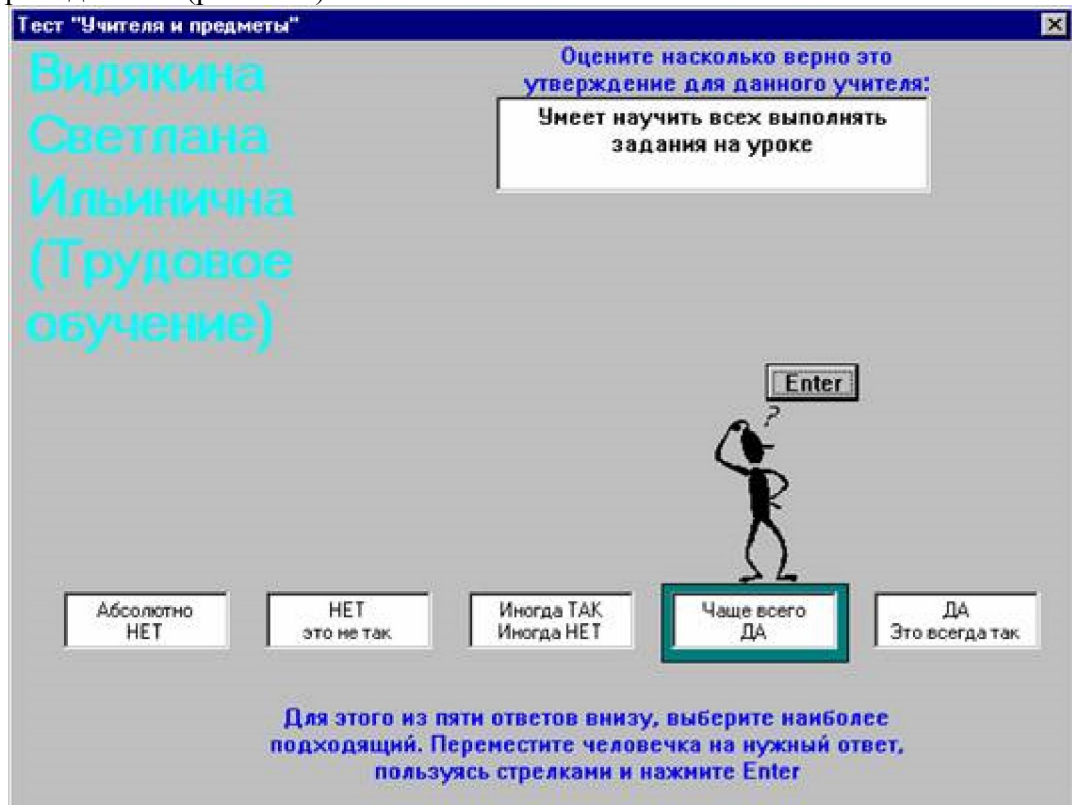 Тест "Учителя и предметы"
Видякина
Светлана
Ильинична
(Трудовое
обучение)
Оцените насколько верно это
утверждение для данного учителя:
Умеет научить всех выполнять
задания на уроке
Enter
?
Абсолютно
НЕТ
НЕТ
это не так
Иногда ТАК
Иногда НЕТ
Чаще всего
ДА
ДА
Это всегда так
Для этого из пяти ответов внизу, выберите наиболее
подходящий. Переместите человечка на нужный ответ,
пользуясь стрелками и нажмите Enter